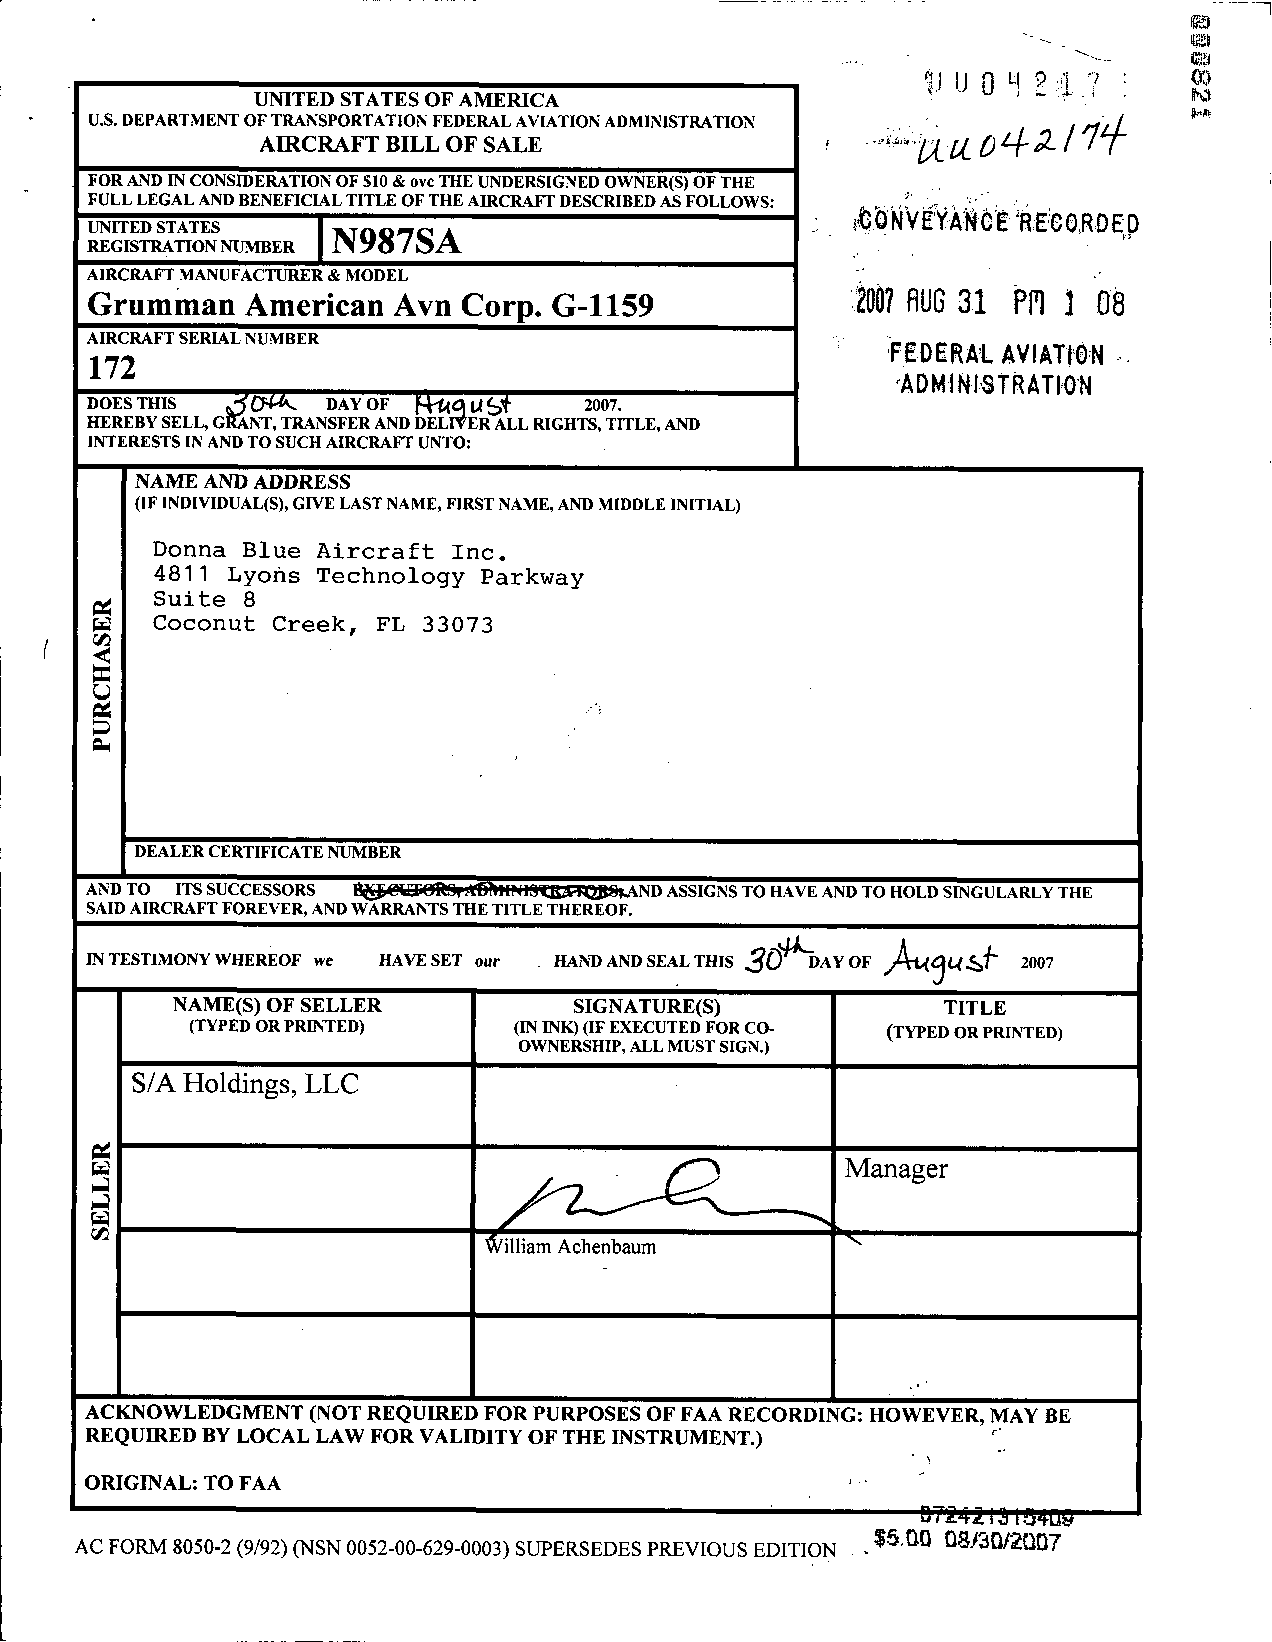 000821
UU04217
UU042174
UNITED STATES OF AMERICA
U.S. DEPARTMENT OF TRANSPORTATION FEDERAL AVIATION ADMINISTRATION
AIRCRAFT BILL OF SALE
FOR AND IN CONSIDERATION OF $10 & ovc THE UNDERSIGNED OWNER(S) OF THE
FULL LEGAL AND BENEFICIAL TITLE OF THE AIRCRAFT DESCRIBED AS FOLLOWS:
UNITED STATES
REGISTRATION NUMBER
N987SA
AIRCRAFT MANUFACTURER & MODEL
Grumman American Avn Corp. G-1159
AIRCRAFT SERIAL NUMBER
172
DOES THIS 30th DAY OF August 2007.
HEREBY SELL, GRANT, TRANSFER AND DELIVER ALL RIGHTS, TITLE, AND
INTERESTS IN AND TO SUCH AIRCRAFT UNTO:
CONVEYANCE RECORDED
2007 AUG 31 PM 1 08
FEDERAL AVIATION
ADMINISTRATION
PURCHASER
NAME AND ADDRESS
(IF INDIVIDUAL(S), GIVE LAST NAME, FIRST NAME, AND MIDDLE INITIAL)
Donna Blue Aircraft Inc.
4811 Lyons Technology Parkway
Suite 8
Coconut Creek, FL 33073
DEALER CERTIFICATE NUMBER
AND TO ITS SUCCESSORS EXECUTORS, ADMINISTRATORS, AND ASSIGNS TO HAVE AND TO HOLD SINGULARLY THE
SAID AIRCRAFT FOREVER, AND WARRANTS THE TITLE THEREOF.
IN TESTIMONY WHEREOF we HAVE SET our HAND AND SEAL THIS 30th DAY OF August 2007
SELLER
NAME(S) OF SELLER
(TYPED OR PRINTED)
SIGNATURE(S)
(IN INK) (IF EXECUTED FOR CO-
OWNERSHIP, ALL MUST SIGN.)
TITLE
(TYPED OR PRINTED)
S/A Holdings, LLC
Manager
William Achenbaum
ACKNOWLEDGMENT (NOT REQUIRED FOR PURPOSES OF FAA RECORDING: HOWEVER, MAY BE
REQUIRED BY LOCAL LAW FOR VALIDITY OF THE INSTRUMENT.)
ORIGINAL: TO FAA
072421315409
$5.00 08/30/2007
AC FORM 8050-2 (9/92) (NSN 0052-00-629-0003) SUPERSEDES PREVIOUS EDITION